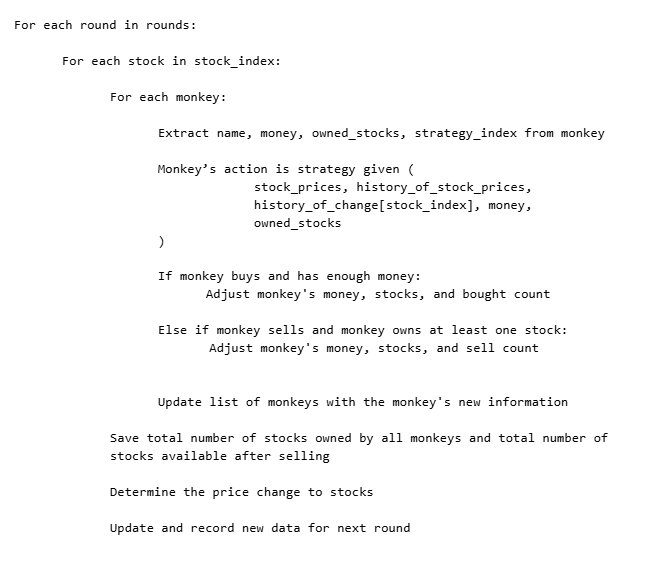 For each round in rounds:
For each stock in stock_index:
For each monkey:
Extract name, money, owned_stocks, strategy_index from monkey
Monkey’s action is strategy given (
stock_prices, history_of_stock_prices,
history_of_change[stock_index], money,
owned_stocks
)
If monkey buys and has enough money:
Adjust monkey's money, stocks, and bought count
Else if monkey sells and monkey owns at least one stock:
Adjust monkey's money, stocks, and sell count
Update list of monkeys with the monkey's new information
Save total number of stocks owned by all monkeys and total number of
stocks available after selling
Determine the price change to stocks
Update and record new data for next round